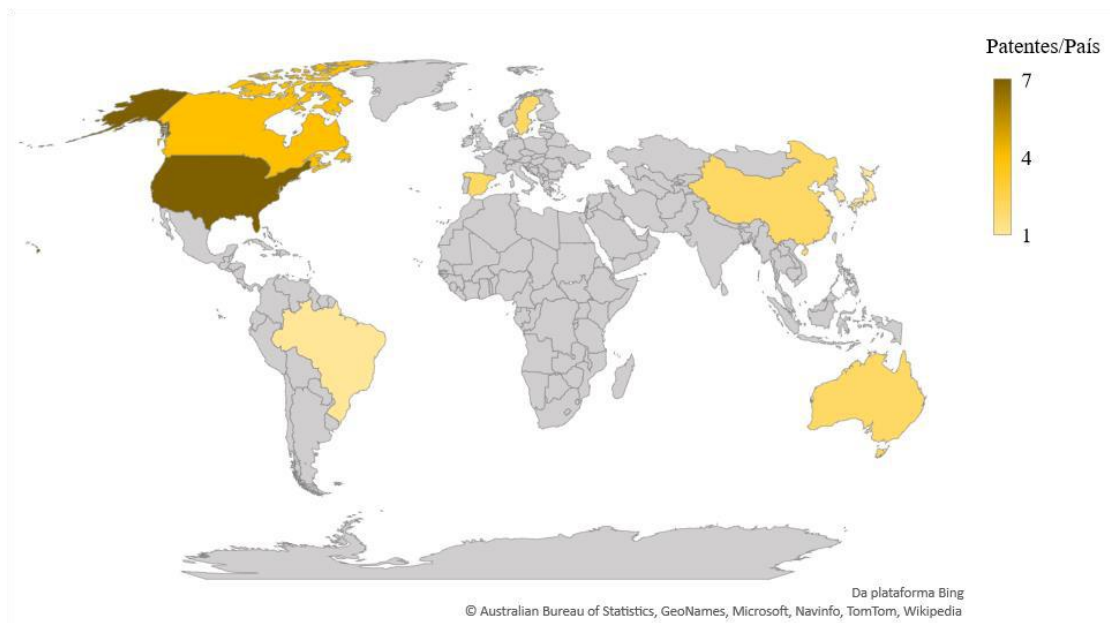 Patentes/País
7
4
1
Da plataforma Bing
© Australian Bureau of Statistics, GeoNames, Microsoft, Navinfo, TomTom, Wikipedia